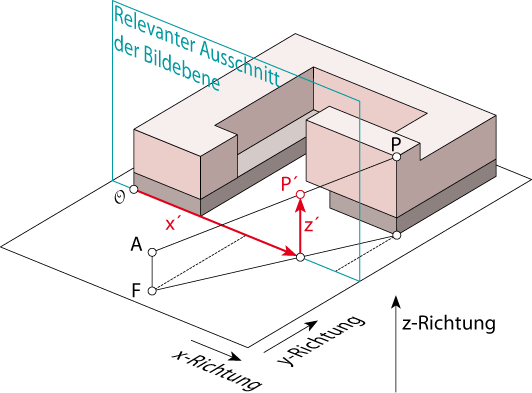 Relevanter Ausschnitt
der Bildebene
P
O
P´
x´
z´
A
F
z-Richtung
y-Richtung
x-Richtung